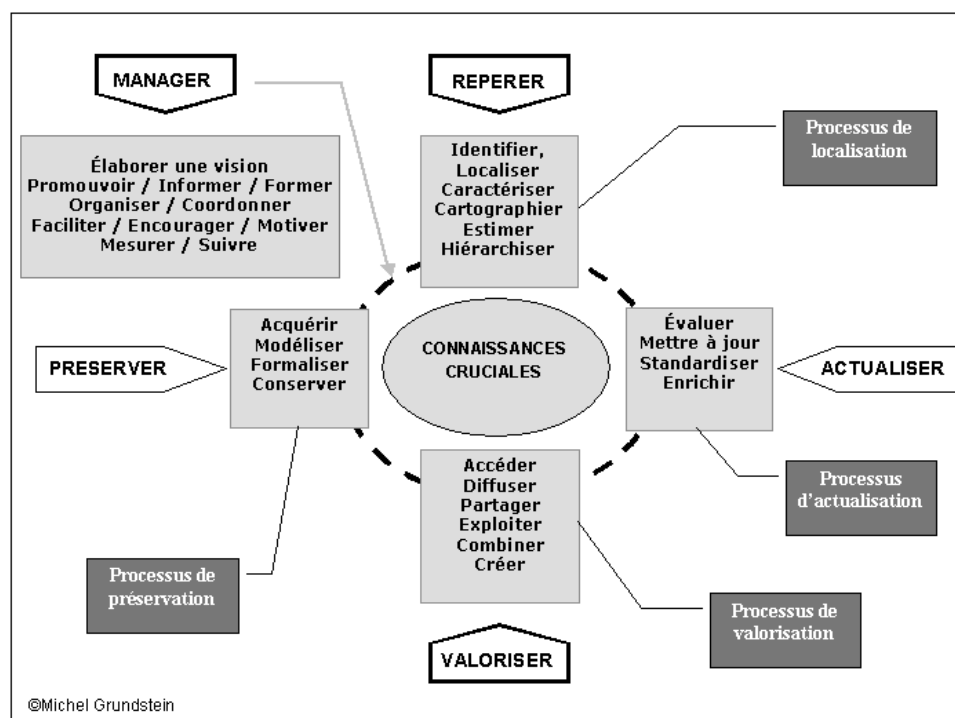 MANAGER
REPERER
Élaborer une vision
Promouvoir / Informer / Former
Organiser / Coordonner
Faciliter / Encourager / Motiver
Mesurer / Suivre
Identifier,
Localiser
Caractériser
Cartographier
Estimer
Hiérarchiser
Processus de
localisation
PRESERVER
Acquérir
Modéliser
Formaliser
Conserver
CONNAISSANCES
CRUCIALES
Évaluer
Mettre à jour
Standardiser
Enrichir
ACTUALISER
Accéder
Diffuser
Partager
Exploiter
Combiner
Créer
Processus
d'actualisation
Processus de
préservation
Processus de
valorisation
VALORISER
©Michel Grundstein